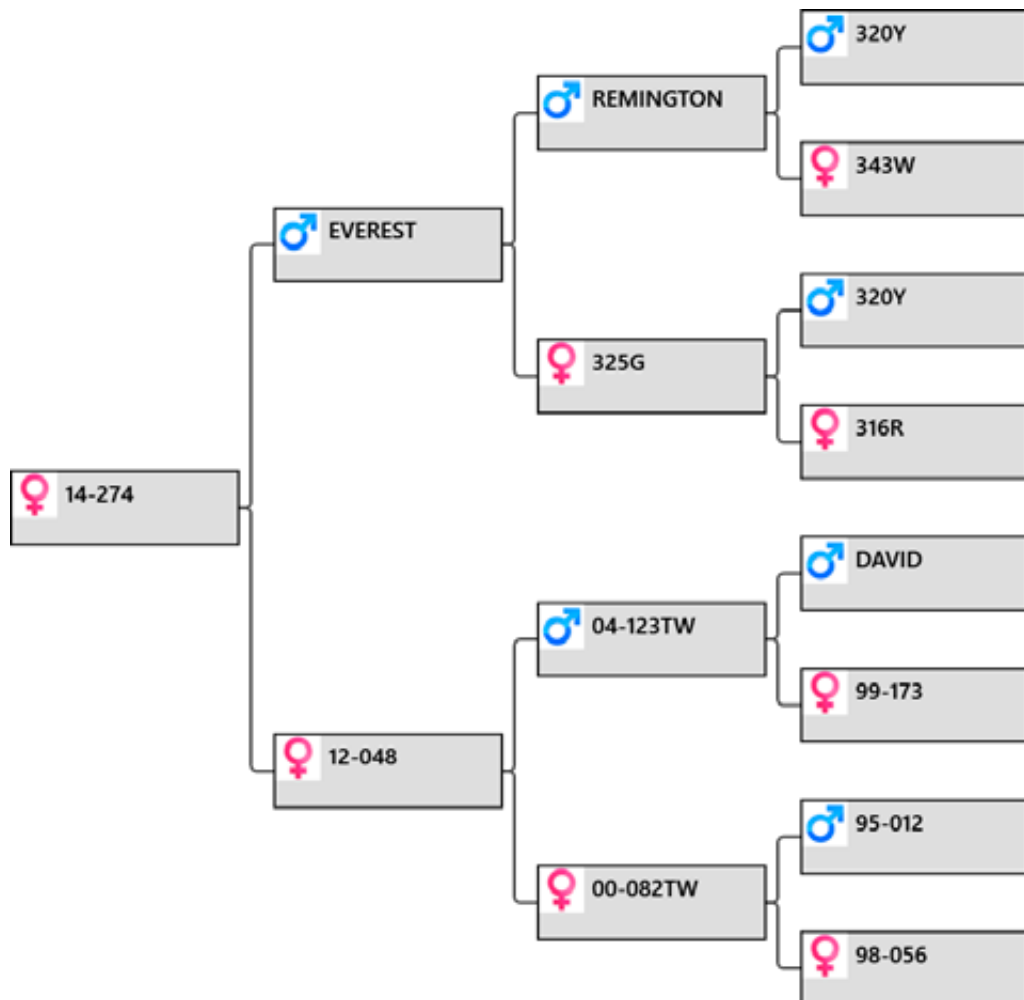 320Y
REMINGTON
343W
EVEREST
320Y
325G
316R
14-274
DAVID
04-123TW
99-173
12-048
95-012
00-082TW
98-056